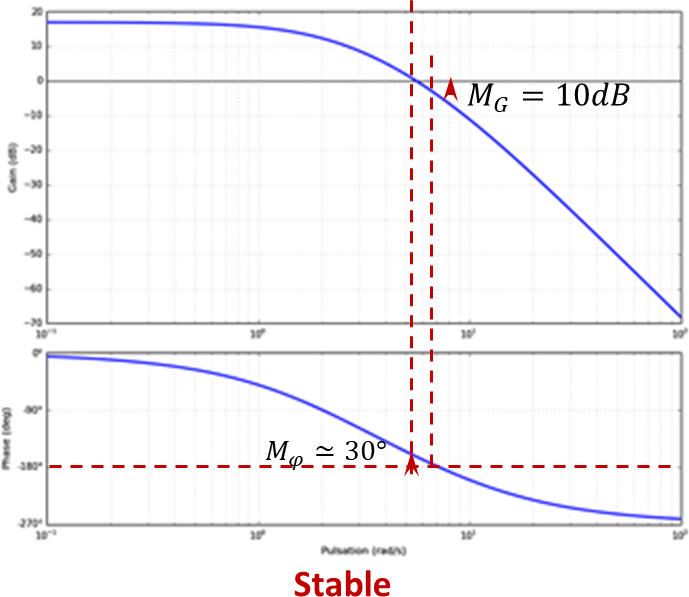 20
10
0
-10
-20
-30
-40
-50
-60
-70
Gain (dB)
M_G = 10dB
10⁻¹ 10⁰ 10¹ 10²
0°
-90°
-180°
-270°
Phase (deg)
M_φ ≃ 30°
10⁻¹ 10⁰ 10¹ 10²
Pulsation (rad/s)
Stable